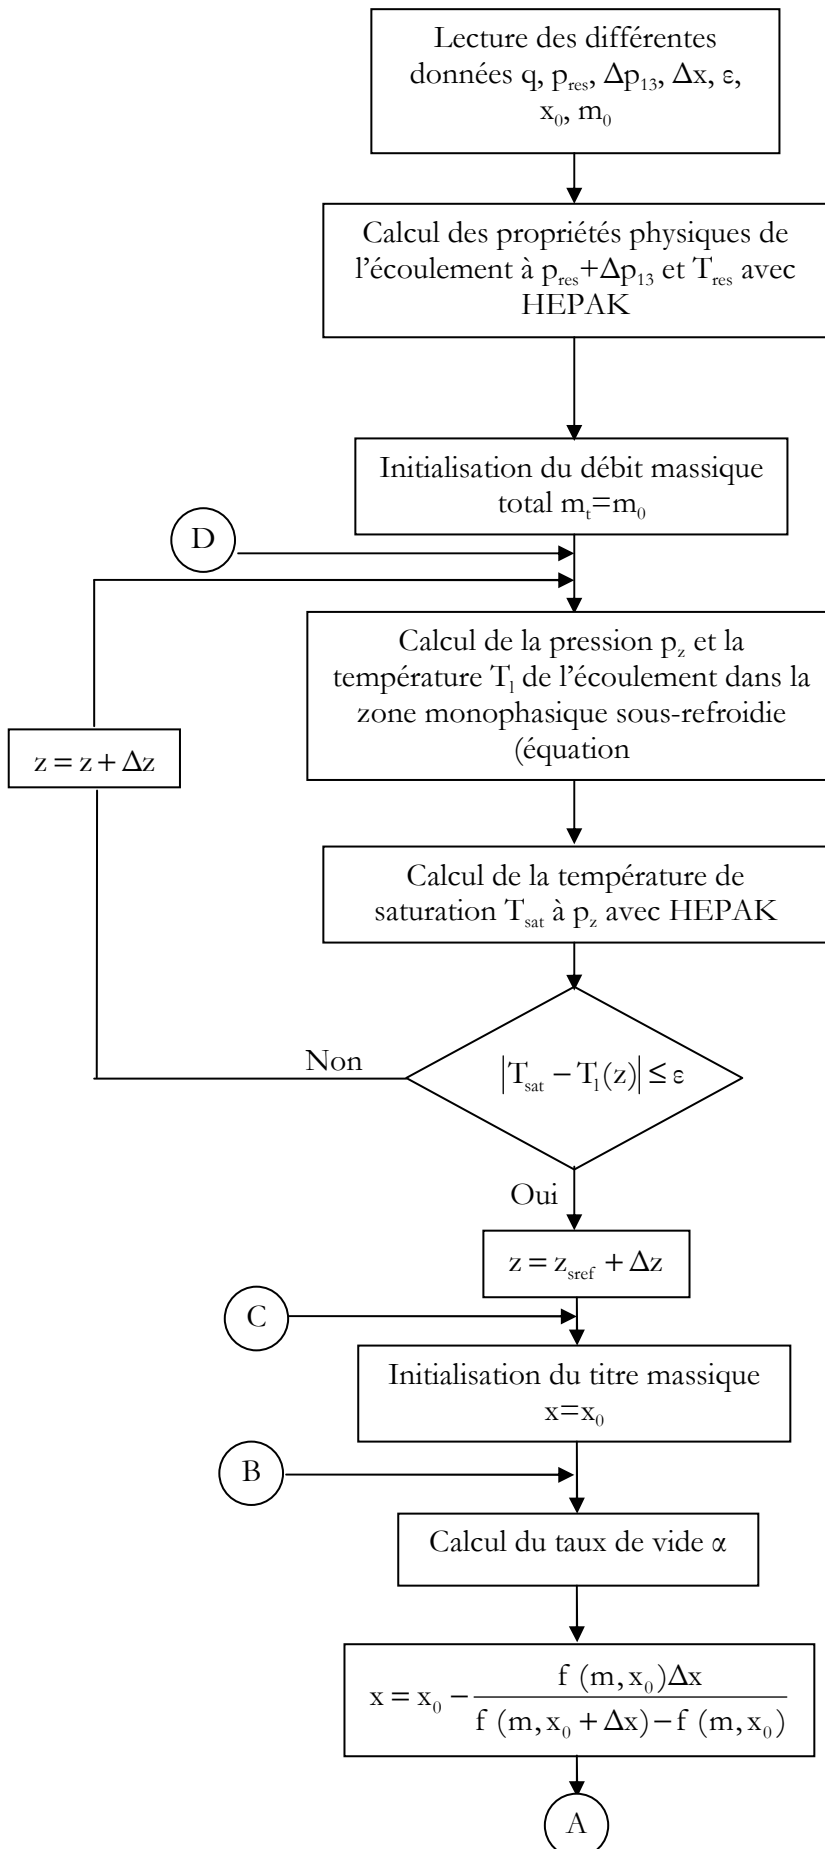 Lecture des différentes
données q, p_res, Δp_13, Δx, ε,
x_0, m_0
Calcul des propriétés physiques de
l'écoulement à p_res+Δp_13 et T_res avec
HEPAK
Initialisation du débit massique
total m_t=m_0
D
Calcul de la pression p_z et la
température T_l de l'écoulement dans la
zone monophasique sous-refroidie
(équation
z = z + Δz
Calcul de la température de
saturation T_sat à p_z avec HEPAK
Non
|T_sat − T_l(z)| ≤ ε
Oui
z = z_sref + Δz
C
Initialisation du titre massique
x=x_0
B
Calcul du taux de vide α
x = x_0 − f (m, x_0)Δx / f (m, x_0 + Δx) − f (m, x_0)
A